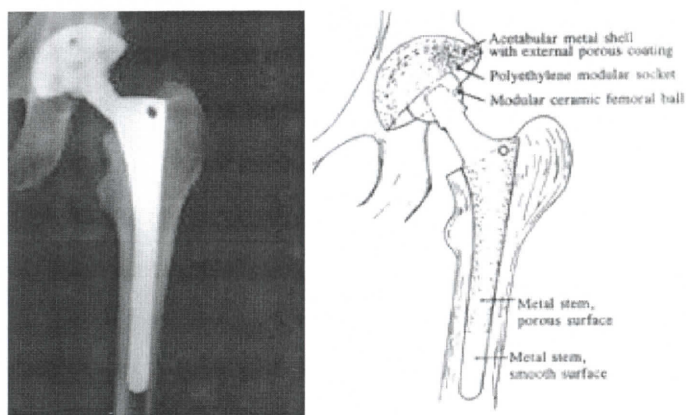 Acetabular metal shell
with external porous coating
Polyethylene modular socket
Modular ceramic femoral ball
Metal stem,
porous surface
Metal stem,
smooth surface